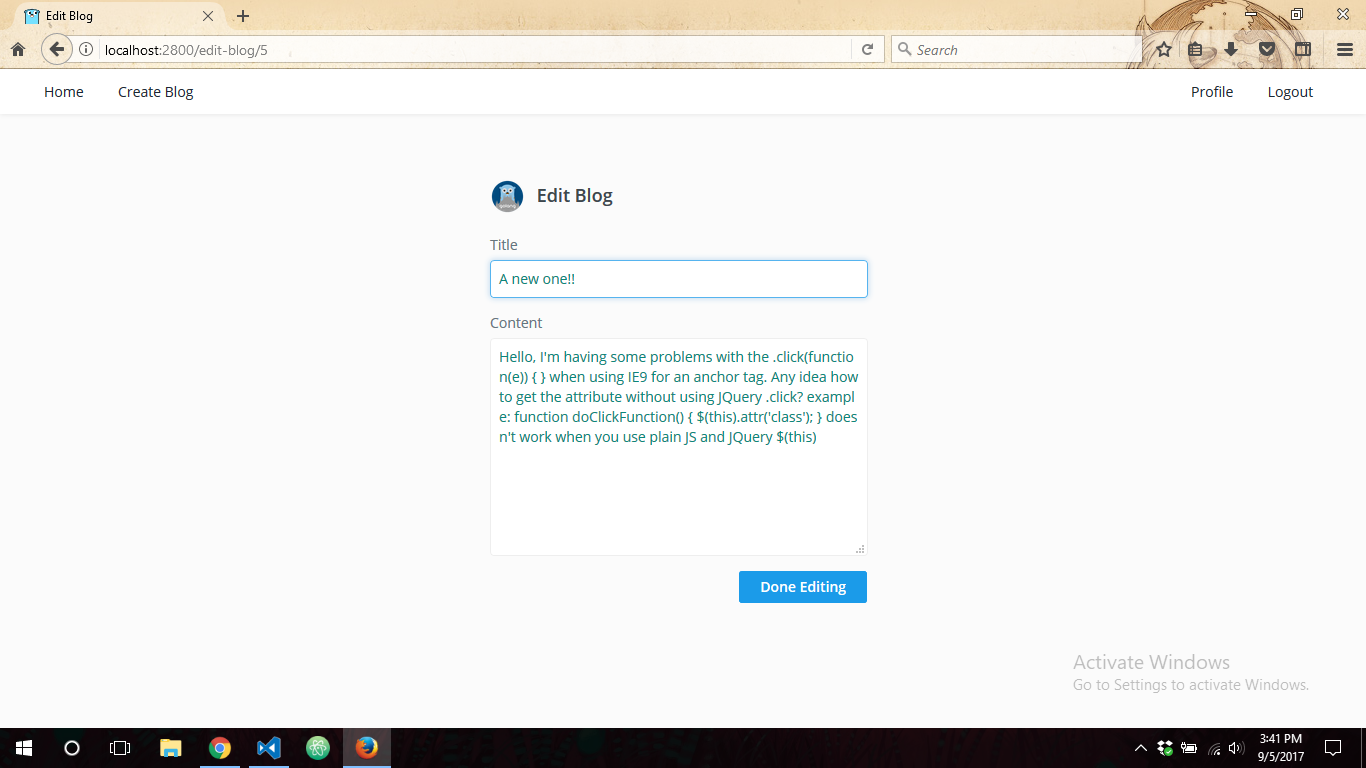 Edit Blog
localhost:2800/edit-blog/5
Search
Home
Create Blog
Profile
Logout
Edit Blog
Title
A new one!!
Content
Hello, I'm having some problems with the .click(functio
n(e)) { } when using IE9 for an anchor tag. Any idea how
to get the attribute without using JQuery .click? exampl
e: function doClickFunction() { $(this).attr('class'); } does
n't work when you use plain JS and JQuery $(this)
Done Editing
Activate Windows
Go to Settings to activate Windows.
3:41 PM
9/5/2017